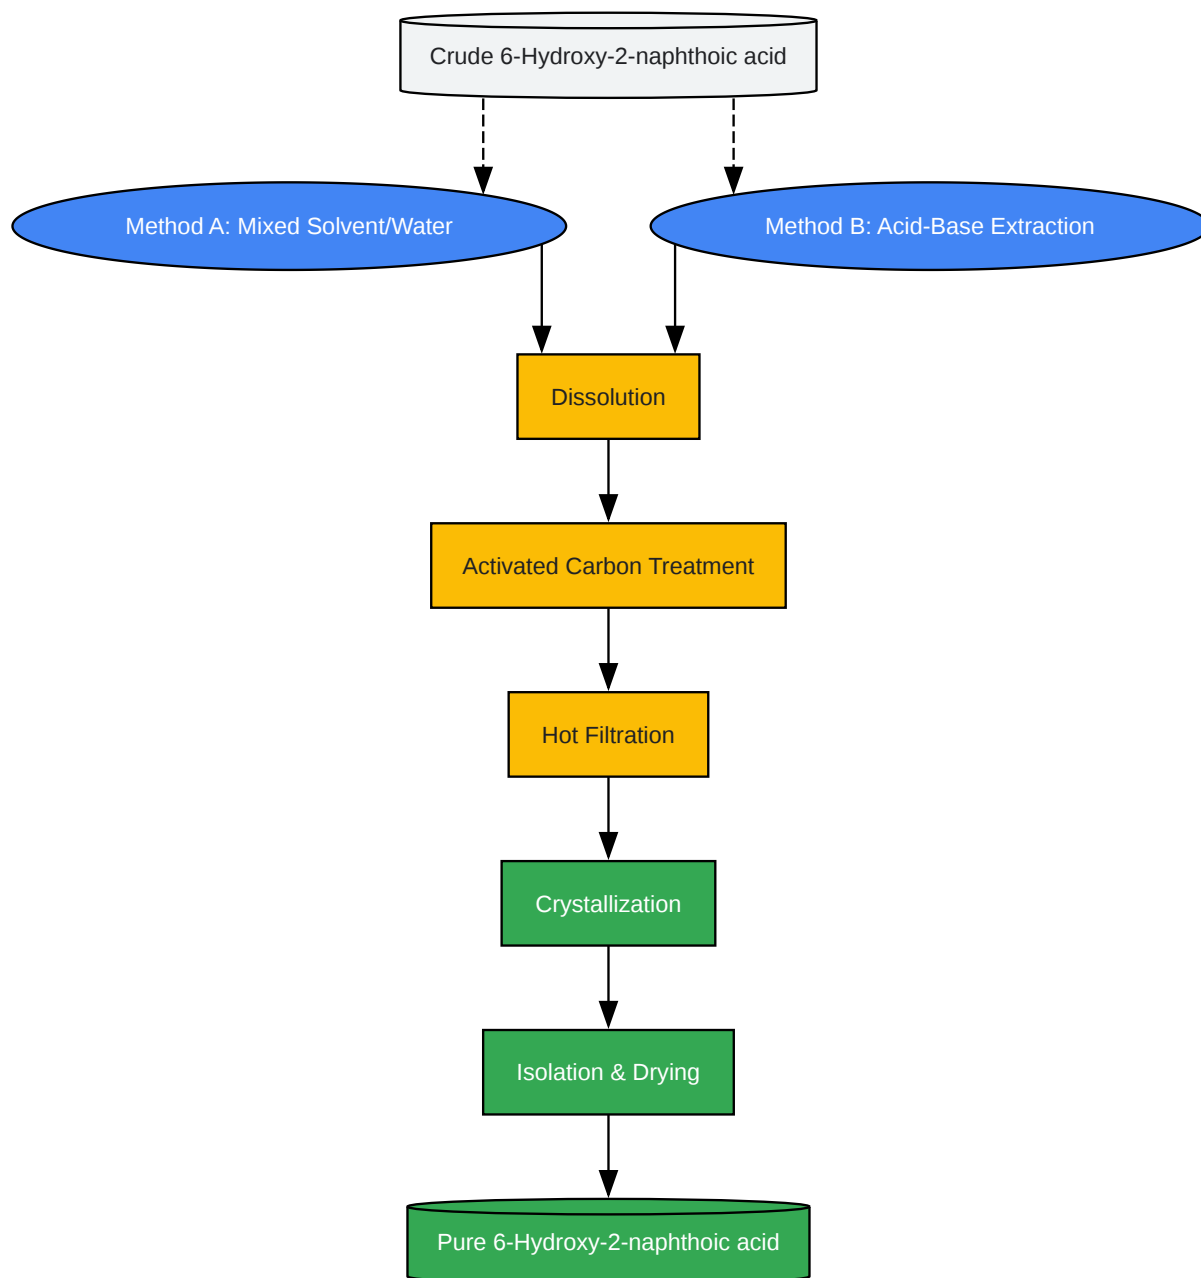 Crude 6-Hydroxy-2-naphthoic acid
Method A: Mixed Solvent/Water
Method B: Acid-Base Extraction
Dissolution
Activated Carbon Treatment
Hot Filtration
Crystallization
Isolation & Drying
Pure 6-Hydroxy-2-naphthoic acid